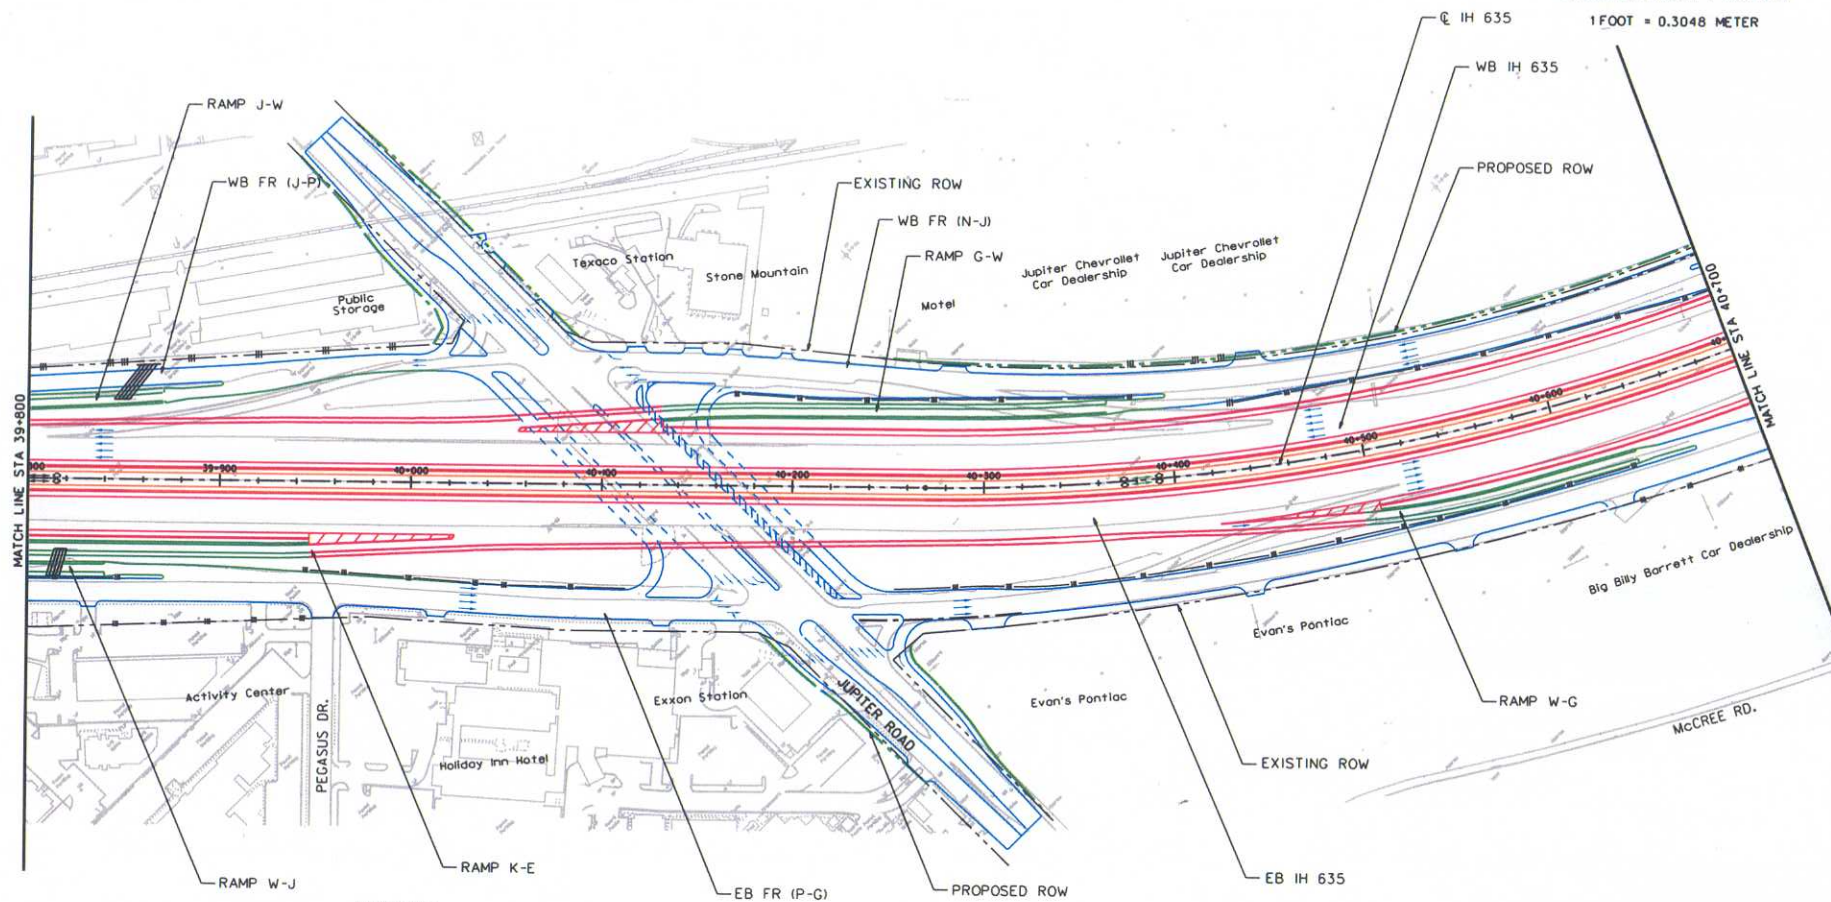 ℄ IH 635
1 FOOT = 0.3048 METER
WB IH 635
RAMP J-W
PROPOSED ROW
WB FR (J-P)
EXISTING ROW
WB FR (N-J)
RAMP G-W
Texaco Station
Stone Mountain
Jupiter Chevrollet
Car Dealership
Jupiter Chevrollet
Car Dealership
Public
Storage
Motel
MATCH LINE STA 40+700
MATCH LINE STA 39+800
40+600
40+500
40+400
39+900
40+000
40+100
40+200
40+300
Big Billy Barrett Car Dealership
Evan's Pontiac
Activity Center
Exxon Station
Evan's Pontiac
JUPITER ROAD
RAMP W-G
McCREE RD.
PEGASUS DR.
Holiday Inn Hotel
EXISTING ROW
RAMP K-E
RAMP W-J
EB FR (P-G)
PROPOSED ROW
EB IH 635